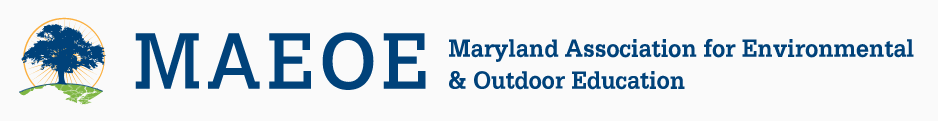 MAEOE
Maryland Association for Environmental
& Outdoor Education